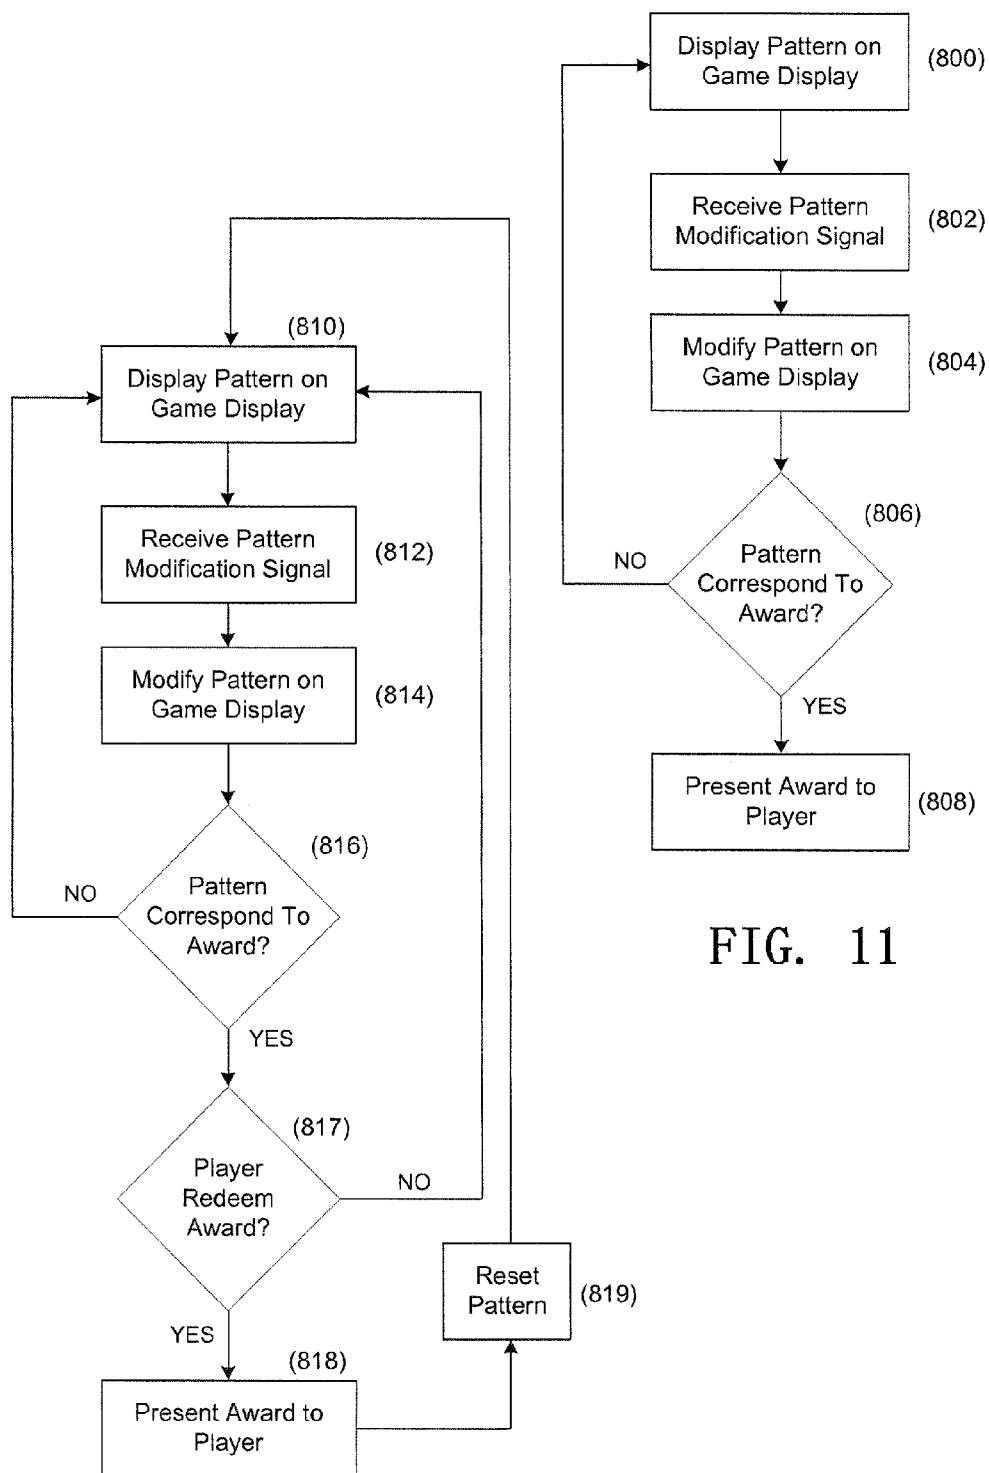 Display Pattern on
Game Display
(800)
Receive Pattern
Modification Signal
(802)
Modify Pattern on
Game Display
(804)
Pattern
Correspond To
Award?
(806)
NO
YES
Present Award to
Player
(808)
FIG. 11
(810)
Display Pattern on
Game Display
Receive Pattern
Modification Signal
(812)
Modify Pattern on
Game Display
(814)
(816)
Pattern
Correspond To
Award?
NO
YES
(817)
Player
Redeem
Award?
NO
YES
(818)
Present Award to
Player
Reset
Pattern
(819)